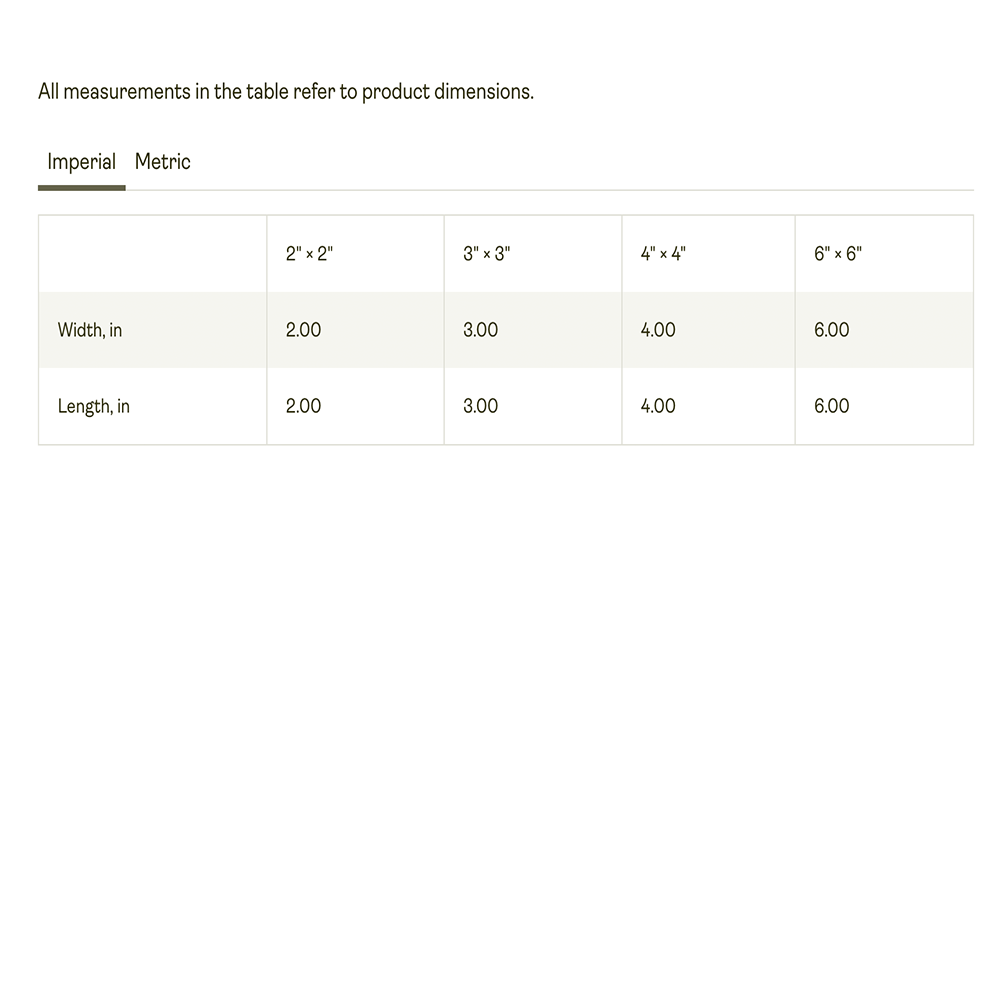 All measurements in the table refer to product dimensions.
Imperial Metric
2" × 2" 3" × 3" 4" × 4" 6" × 6"
Width, in 2.00 3.00 4.00 6.00
Length, in 2.00 3.00 4.00 6.00